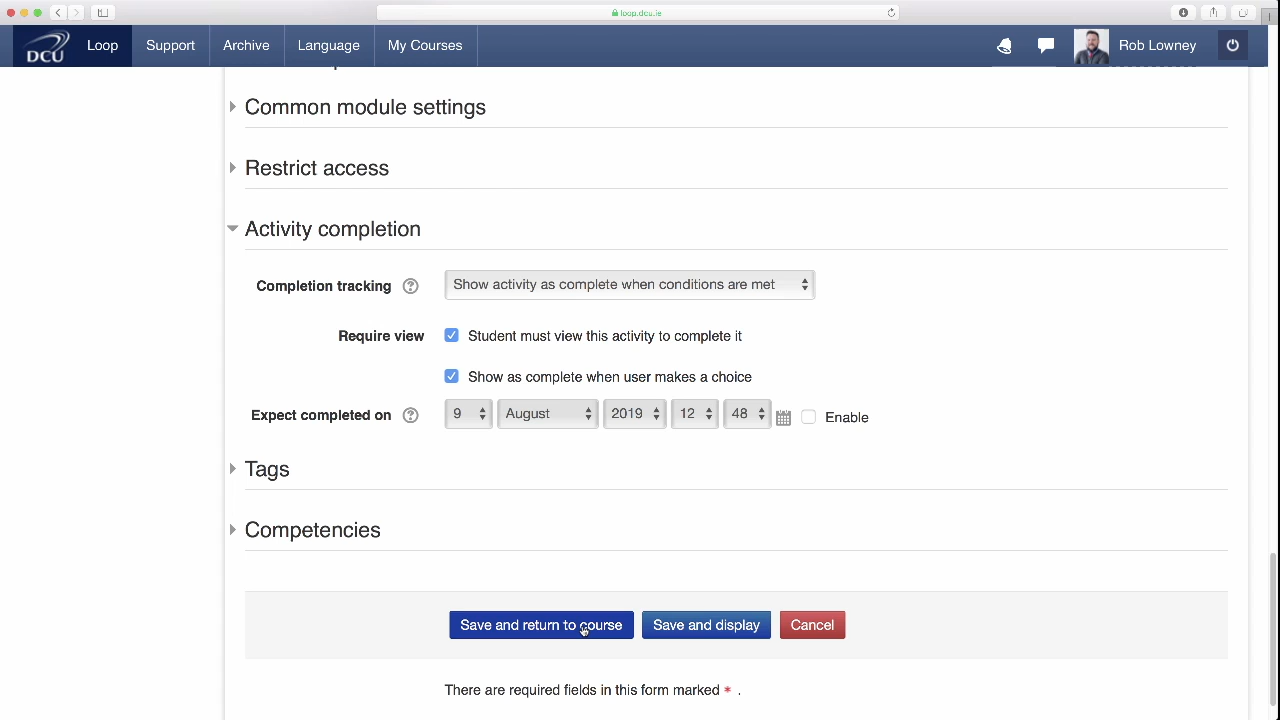 loop.dcu.ie
DCU Loop Support Archive Language My Courses Rob Lowney
Common module settings
Restrict access
Activity completion
Completion tracking ? Show activity as complete when conditions are met
Require view Student must view this activity to complete it
Show as complete when user makes a choice
Expect completed on ? 9 August 2019 12 48 Enable
Tags
Competencies
Save and return to course Save and display Cancel
There are required fields in this form marked * .